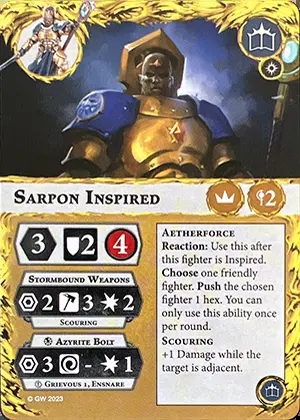 SARPON INSPIRED
2
3 2 4
STORMBOUND WEAPONS
2 3 2
SCOURING
AZYRITE BOLT
3 - 1
GRIEVOUS 1, ENSNARE
AETHERFORCE
Reaction: Use this after
this fighter is Inspired.
Choose one friendly
fighter. Push the chosen
fighter 1 hex. You can
only use this ability once
per round.
SCOURING
+1 Damage while the
target is adjacent.
© GW 2023